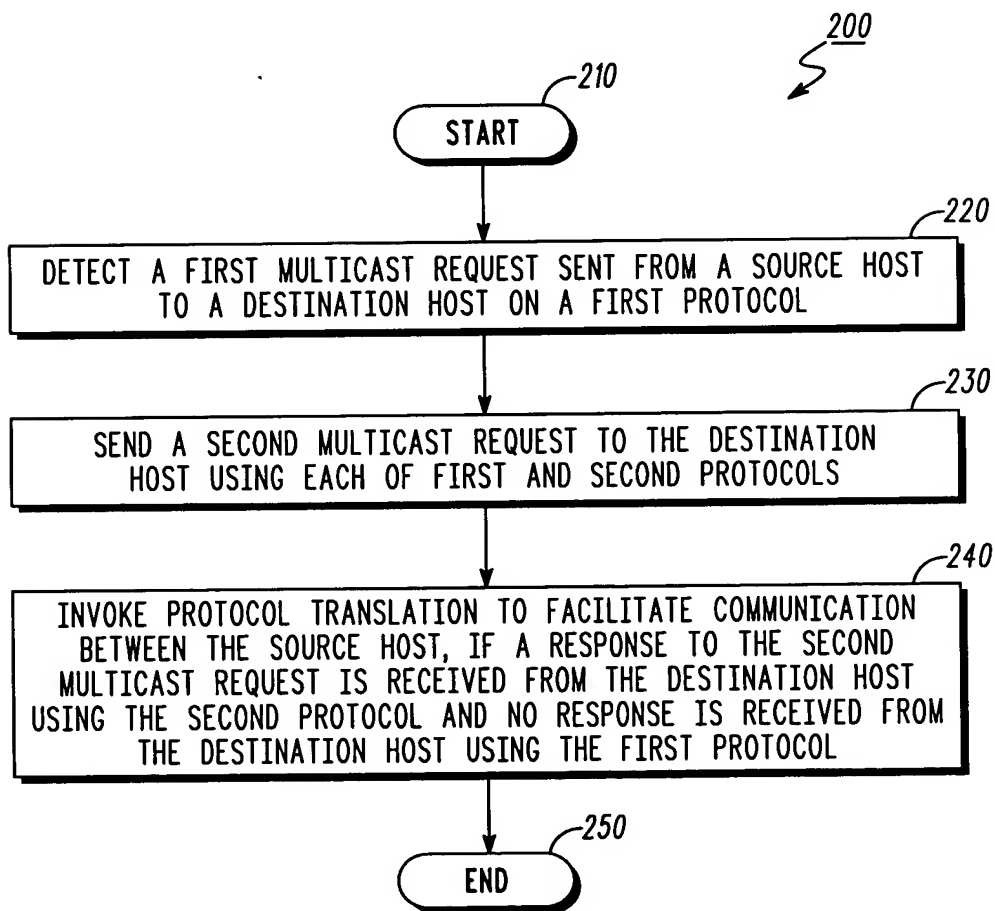 200
210
START
220
DETECT A FIRST MULTICAST REQUEST SENT FROM A SOURCE HOST
TO A DESTINATION HOST ON A FIRST PROTOCOL
230
SEND A SECOND MULTICAST REQUEST TO THE DESTINATION
HOST USING EACH OF FIRST AND SECOND PROTOCOLS
240
INVOKE PROTOCOL TRANSLATION TO FACILITATE COMMUNICATION
BETWEEN THE SOURCE HOST, IF A RESPONSE TO THE SECOND
MULTICAST REQUEST IS RECEIVED FROM THE DESTINATION HOST
USING THE SECOND PROTOCOL AND NO RESPONSE IS RECEIVED FROM
THE DESTINATION HOST USING THE FIRST PROTOCOL
250
END